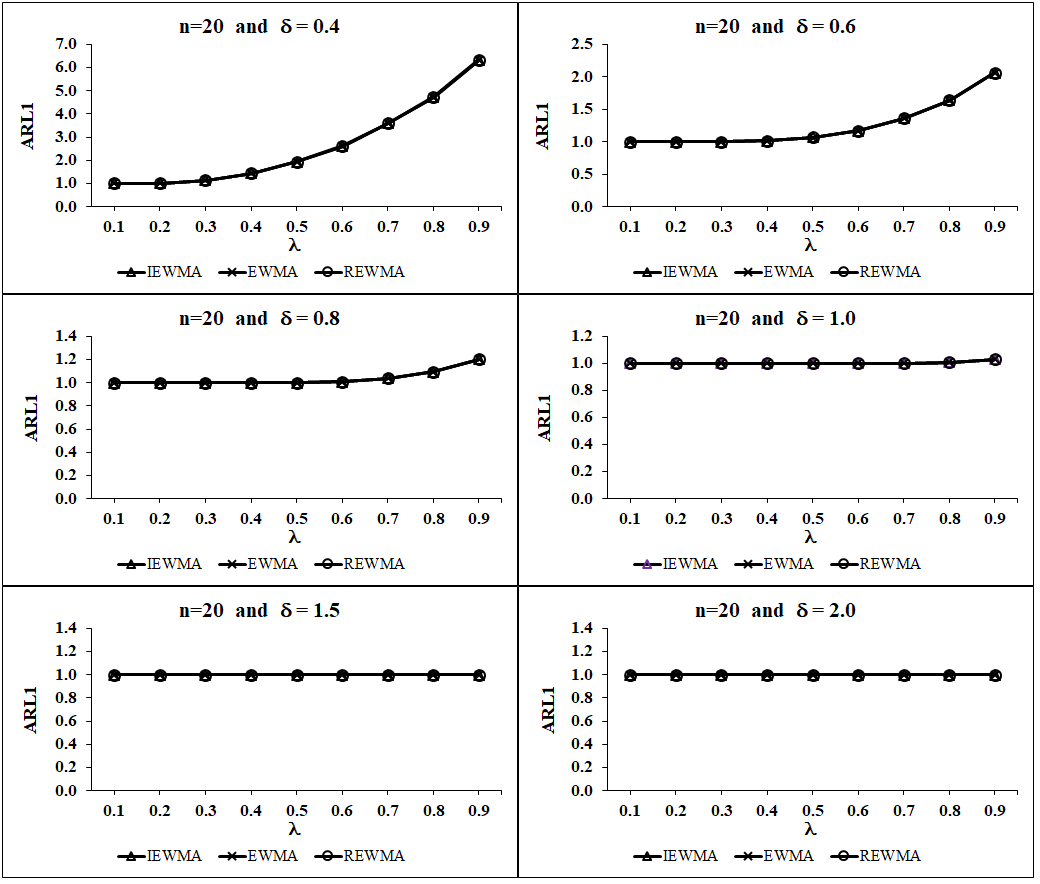 n=20 and δ = 0.4
7.0
6.0
5.0
4.0
3.0
2.0
1.0
0.0
ARL1
0.1 0.2 0.3 0.4 0.5 0.6 0.7 0.8 0.9
λ
IEWMA EWMA REWMA
n=20 and δ = 0.6
2.5
2.0
1.5
1.0
0.5
0.0
ARL1
0.1 0.2 0.3 0.4 0.5 0.6 0.7 0.8 0.9
λ
IEWMA EWMA REWMA
n=20 and δ = 0.8
1.4
1.2
1.0
0.8
0.6
0.4
0.2
0.0
ARL1
0.1 0.2 0.3 0.4 0.5 0.6 0.7 0.8 0.9
λ
IEWMA EWMA REWMA
n=20 and δ = 1.0
1.2
1.0
0.8
0.6
0.4
0.2
0.0
ARL1
0.1 0.2 0.3 0.4 0.5 0.6 0.7 0.8 0.9
λ
IEWMA EWMA REWMA
n=20 and δ = 1.5
1.4
1.2
1.0
0.8
0.6
0.4
0.2
0.0
ARL1
0.1 0.2 0.3 0.4 0.5 0.6 0.7 0.8 0.9
λ
IEWMA EWMA REWMA
n=20 and δ = 2.0
1.4
1.2
1.0
0.8
0.6
0.4
0.2
0.0
ARL1
0.1 0.2 0.3 0.4 0.5 0.6 0.7 0.8 0.9
λ
IEWMA EWMA REWMA